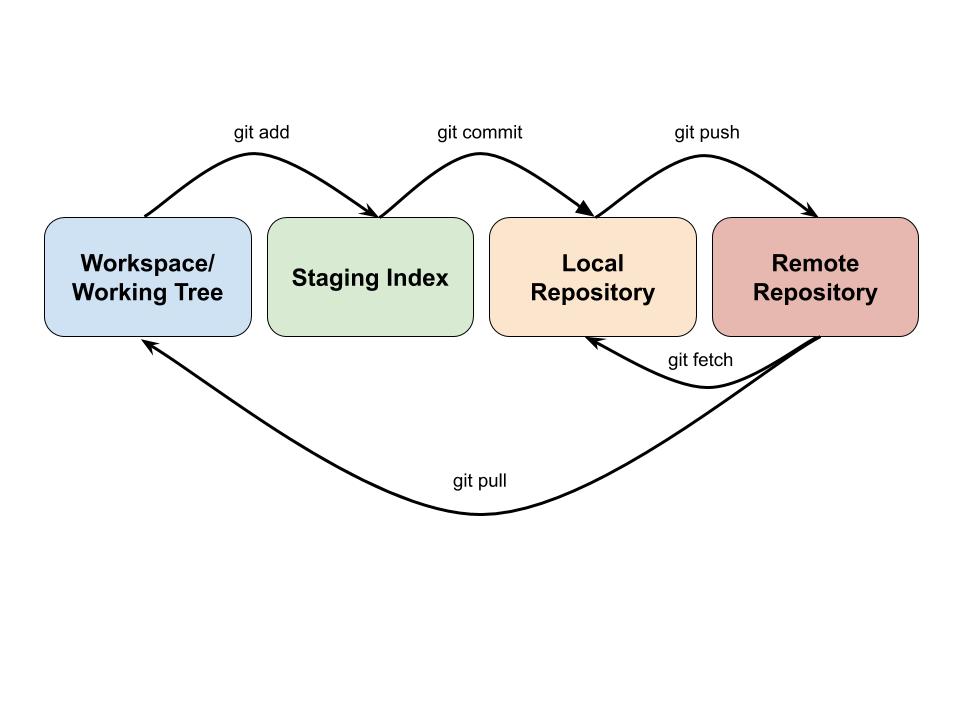 git add
git commit
git push
Workspace/
Working Tree
Staging Index
Local
Repository
Remote
Repository
git fetch
git pull